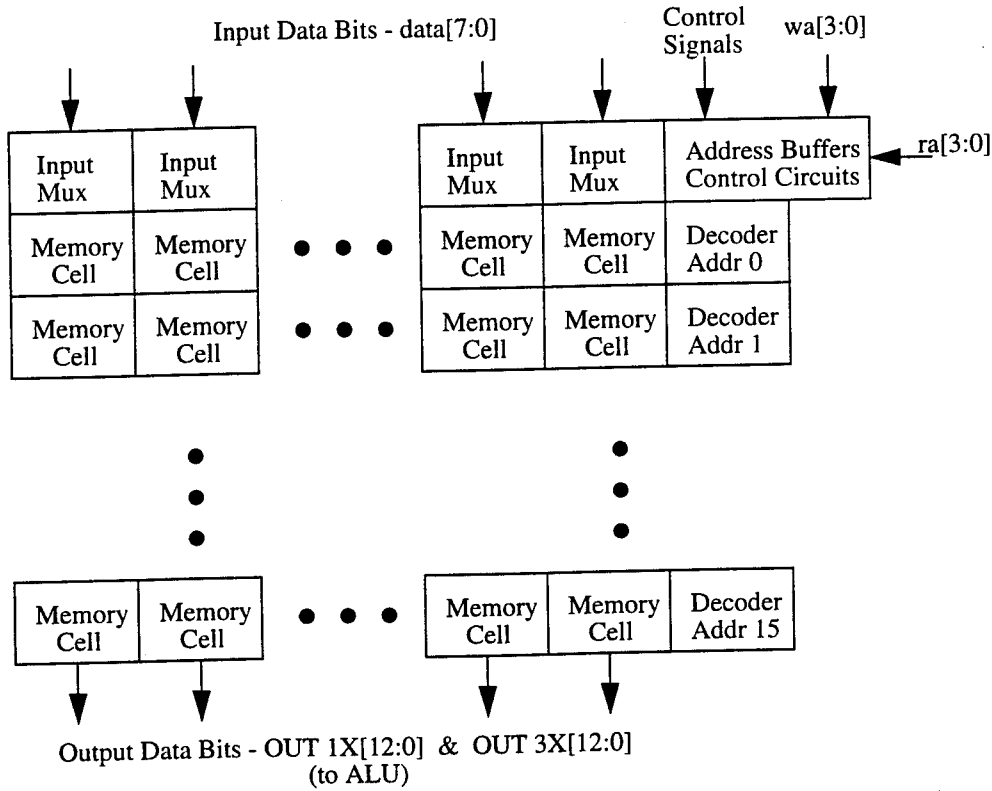 Input Data Bits - data[7:0]
Control
Signals
wa[3:0]
ra[3:0]
Input
Mux
Input
Mux
Input
Mux
Input
Mux
Address Buffers
Control Circuits
Memory
Cell
Memory
Cell
Memory
Cell
Memory
Cell
Decoder
Addr 0
Memory
Cell
Memory
Cell
Memory
Cell
Memory
Cell
Decoder
Addr 1
Memory
Cell
Memory
Cell
Memory
Cell
Memory
Cell
Decoder
Addr 15
Output Data Bits - OUT 1X[12:0] & OUT 3X[12:0]
(to ALU)